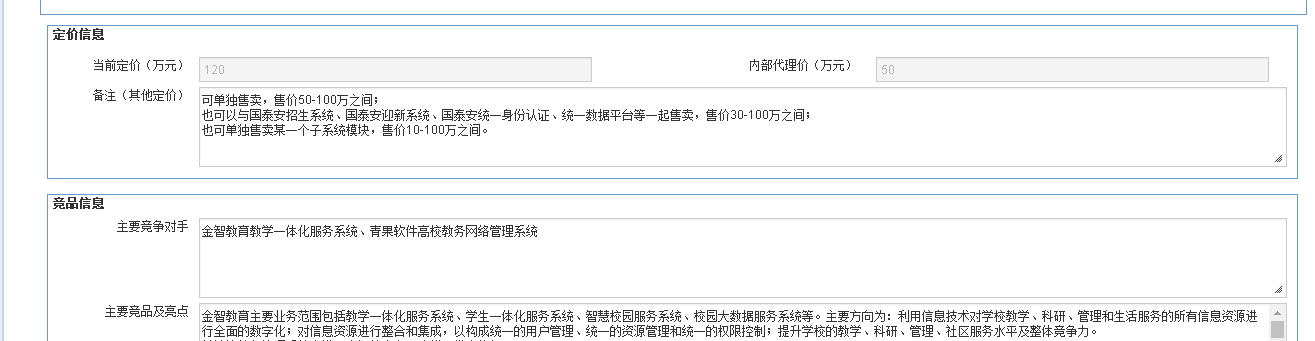 定价信息
当前定价（万元） 120 内部代理价（万元） 50
备注（其他定价） 可单独售卖，售价50-100万之间；
也可以与国泰安招生系统、国泰安迎新系统、国泰安统一身份认证、统一数据平台等一起售卖，售价30-100万之间；
也可单独售卖某一个子系统模块，售价10-100万之间。
竞品信息
主要竞争对手 金智教育教学一体化服务系统、青果软件高校教务网络管理系统
主要竞品及亮点 金智教育主要业务范围包括教学一体化服务系统、学生一体化服务系统、智慧校园服务系统、校园大数据服务系统等。主要方向为：利用信息技术对学校教学、科研、管理和生活服务的所有信息资源进
行全面的数字化；对信息资源进行整合和集成，以构成统一的用户管理、统一的资源管理和统一的权限控制；提升学校的教学、科研、管理、社区服务水平及整体竞争力。